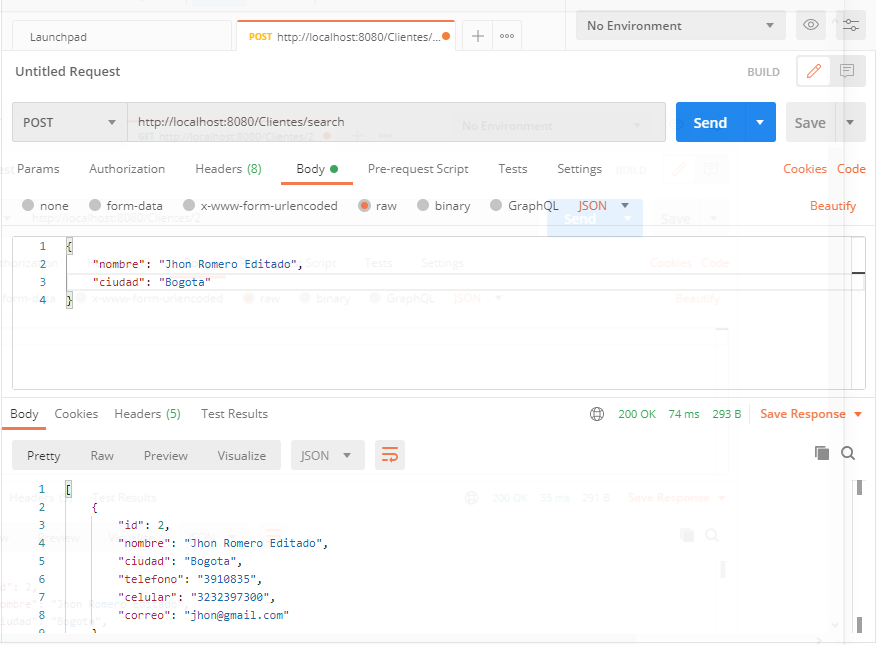 Launchpad
POST http://localhost:8080/Clientes/...
No Environment
Untitled Request
BUILD
POST
http://localhost:8080/Clientes/search
Send
Save
Params Authorization Headers (8) Body Pre-request Script Tests Settings Cookies Code
none form-data x-www-form-urlencoded raw binary GraphQL JSON Beautify
1 {
2 "nombre": "Jhon Romero Editado",
3 "ciudad": "Bogota"
4 }
Body Cookies Headers (5) Test Results 200 OK 74 ms 293 B Save Response
Pretty Raw Preview Visualize JSON
1 [
2 {
3 "id": 2,
4 "nombre": "Jhon Romero Editado",
5 "ciudad": "Bogota",
6 "telefono": "3910835",
7 "celular": "3232397300",
8 "correo": "jhon@gmail.com"
9 }